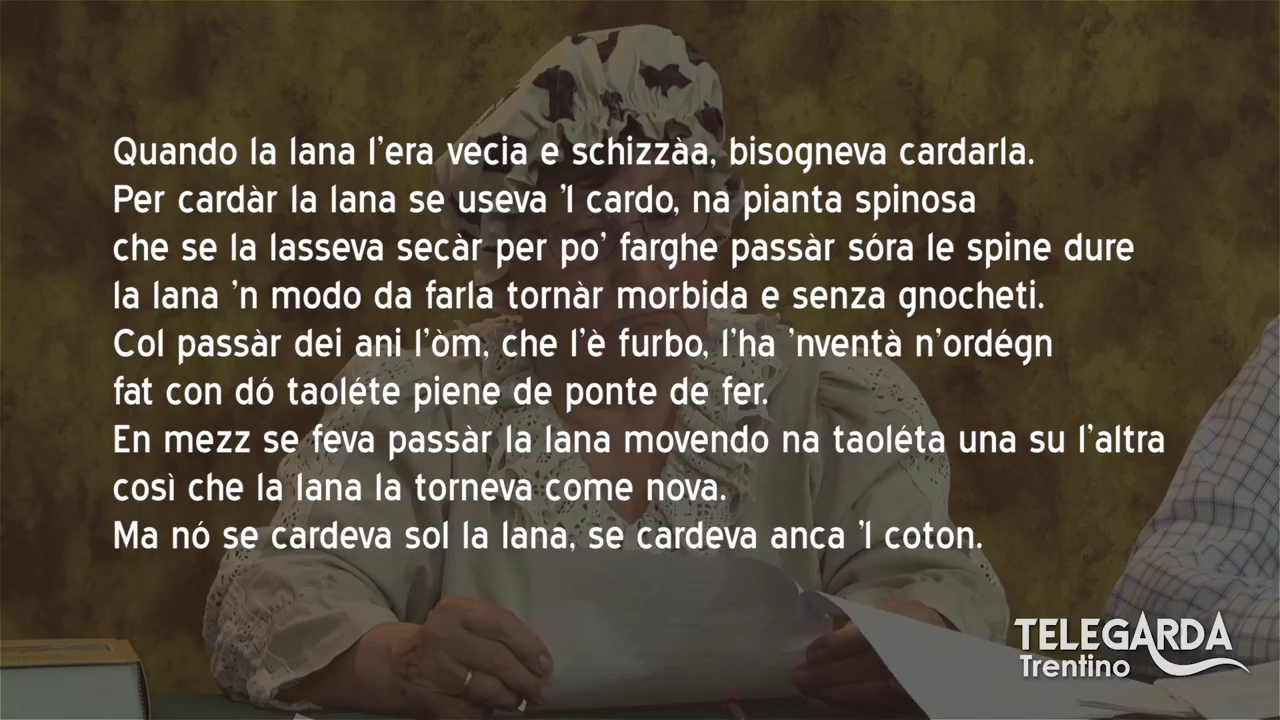 Quando la lana l'era vecia e schizzàa, bisogneva cardarla.
Per cardàr la lana se useva 'l cardo, na pianta spinosa
che se la lasseva secàr per po' farghe passàr sóra le spine dure
la lana 'n modo da farla tornàr morbida e senza gnocheti.
Col passàr dei ani l'òm, che l'è furbo, l'ha 'nventà n'ordégn
fat con dó taoléte piene de ponte de fer.
En mezz se feva passàr la lana movendo na taoléta una su l'altra
così che la lana la torneva come nova.
Ma nó se cardeva sol la lana, se cardeva anca 'l coton.
TELEGARDA
Trentino